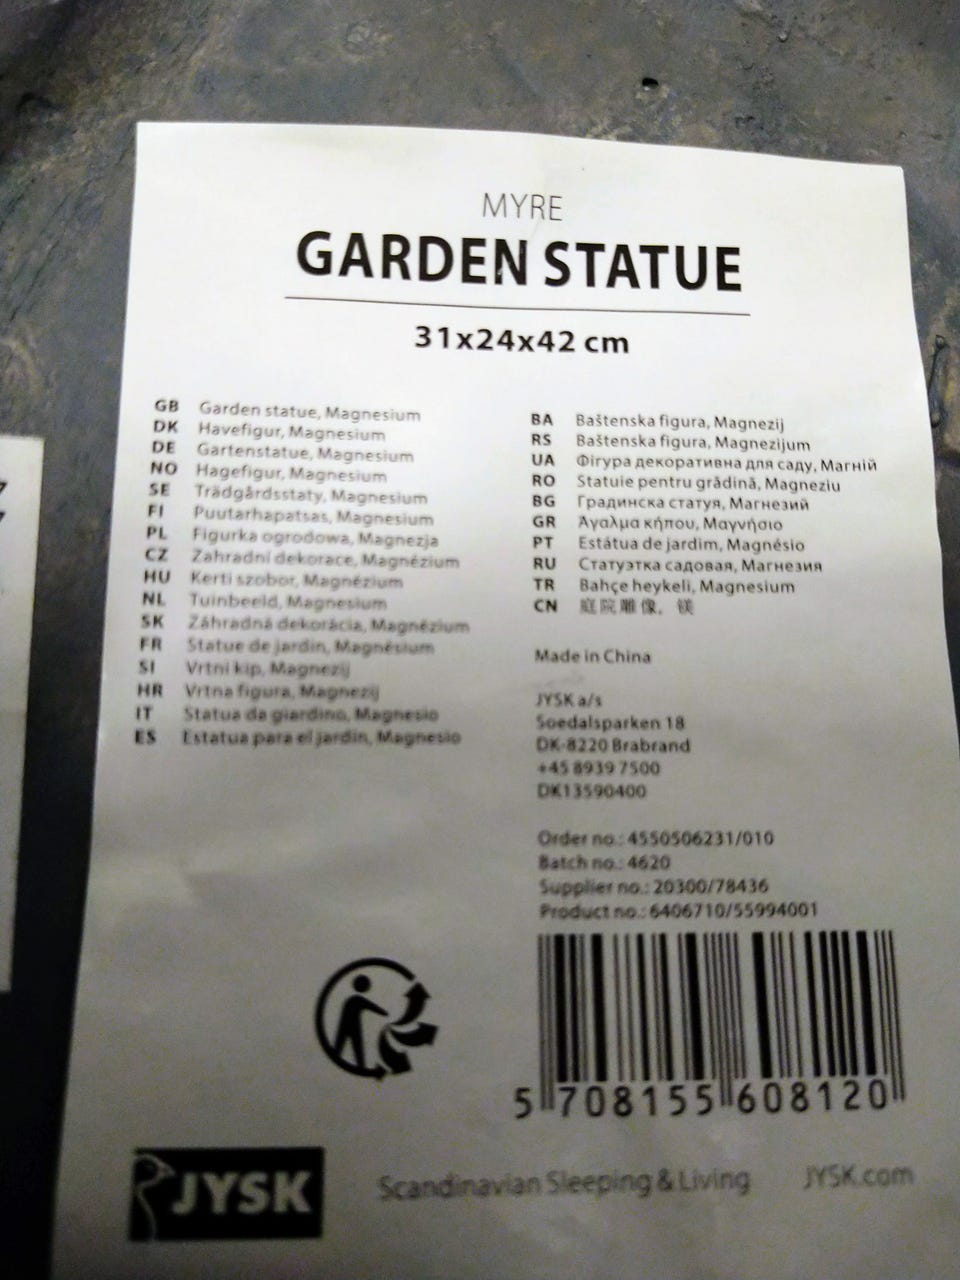 MYRE
GARDEN STATUE
31x24x42 cm
GB Garden statue, Magnesium
DK Havefigur, Magnesium
DE Gartenstatue, Magnesium
NO Hagefigur, Magnesium
SE Trädgårdsstaty, Magnesium
FI Puutarhapatsas, Magnesium
PL Figurka ogrodowa, Magnezja
CZ Zahradní dekorace, Magnézium
HU Kerti szobor, Magnézium
NL Tuinbeeld, Magnesium
SK Záhradná dekorácia, Magnézium
FR Statue de jardin, Magnésium
SI Vrtni kip, Magnezij
HR Vrtna figura, Magnezij
IT Statua da giardino, Magnesio
ES Estatua para el jardín, Magnesio
BA Baštenska figura, Magnezij
RS Baštenska figura, Magnezijum
UA Фігура декоративна для саду, Магній
RO Statuie pentru grădină, Magneziu
BG Градинска статуя, Магнезий
GR Άγαλμα κήπου, Μαγνήσιο
PT Estátua de jardim, Magnésio
RU Статуэтка садовая, Магнезия
TR Bahçe heykeli, Magnesium
CN 庭院雕像，镁
Made in China
JYSK a/s
Soedalsparken 18
DK-8220 Brabrand
+45 8939 7500
DK13590400
Order no.: 4550506231/010
Batch no.: 4620
Supplier no.: 20300/78436
Product no.: 6406710/55994001
5 708155 608120
JYSK
Scandinavian Sleeping & Living
JYSK.com